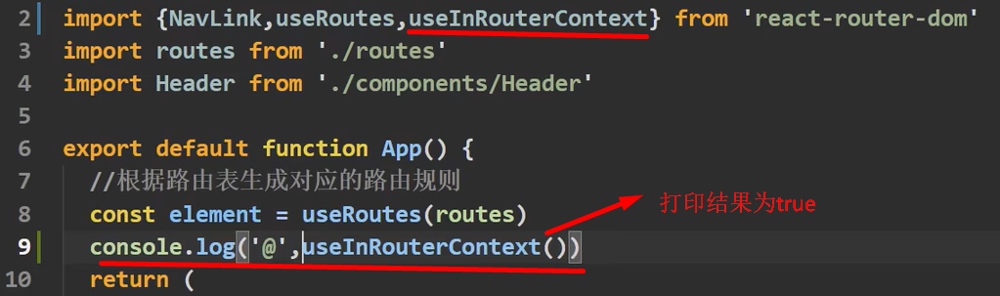 2 import {NavLink,useRoutes,useInRouterContext} from 'react-router-dom'
3 import routes from './routes'
4 import Header from './components/Header'
5
6 export default function App() {
7 //根据路由表生成对应的路由规则
8 const element = useRoutes(routes)
打印结果为true
9 console.log('@',useInRouterContext())
10 return (